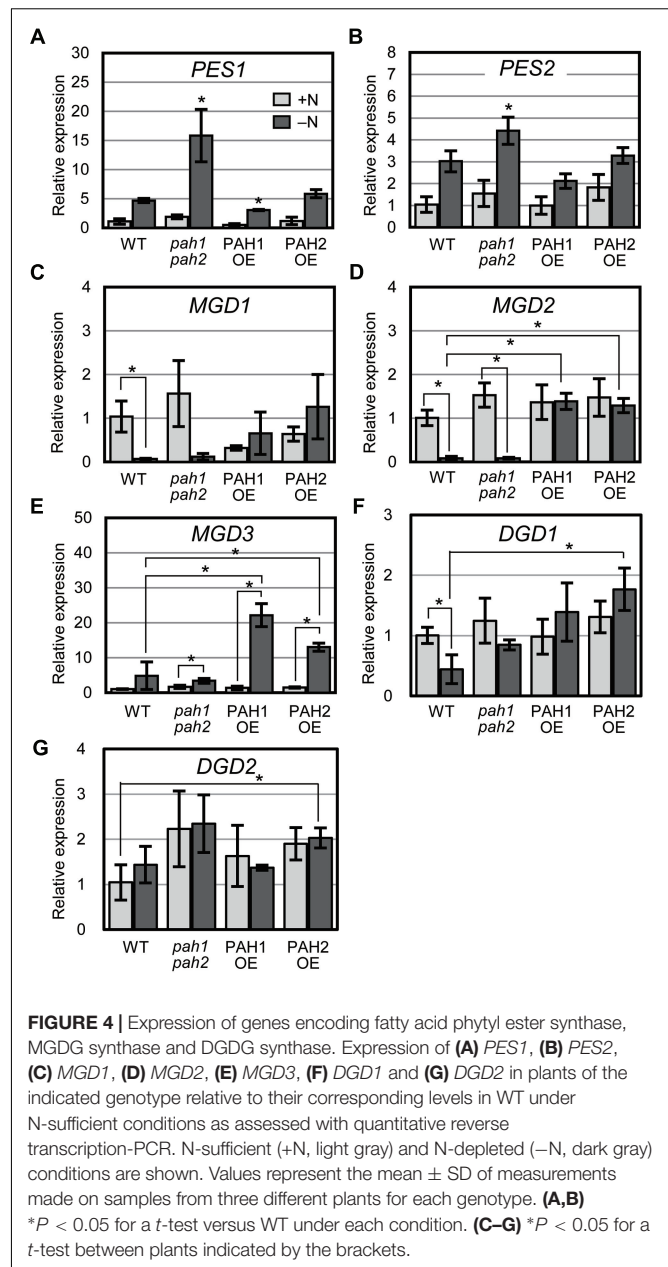 A
PES1
Relative expression
30
25
20
15
10
5
0
+N
−N
*
*
WT
pah1 pah2
PAH1 OE
PAH2 OE
B
PES2
Relative expression
8
7
6
5
4
3
2
1
0
*
WT
pah1 pah2
PAH1 OE
PAH2 OE
C
MGD1
Relative expression
4
3
2
1
0
*
WT
pah1 pah2
PAH1 OE
PAH2 OE
D
MGD2
Relative expression
4
3
2
1
0
*
*
*
*
WT
pah1 pah2
PAH1 OE
PAH2 OE
E
MGD3
Relative expression
50
40
30
20
10
0
*
*
*
*
*
WT
pah1 pah2
PAH1 OE
PAH2 OE
F
DGD1
Relative expression
3
2
1
0
*
*
WT
pah1 pah2
PAH1 OE
PAH2 OE
G
DGD2
Relative expression
4
3
2
1
0
*
WT
pah1 pah2
PAH1 OE
PAH2 OE
FIGURE 4 | Expression of genes encoding fatty acid phytyl ester synthase,
MGDG synthase and DGDG synthase. Expression of (A) PES1, (B) PES2,
(C) MGD1, (D) MGD2, (E) MGD3, (F) DGD1 and (G) DGD2 in plants of the
indicated genotype relative to their corresponding levels in WT under
N-sufficient conditions as assessed with quantitative reverse
transcription-PCR. N-sufficient (+N, light gray) and N-depleted (−N, dark gray)
conditions are shown. Values represent the mean ± SD of measurements
made on samples from three different plants for each genotype. (A,B)
*P < 0.05 for a t-test versus WT under each condition. (C–G) *P < 0.05 for a
t-test between plants indicated by the brackets.